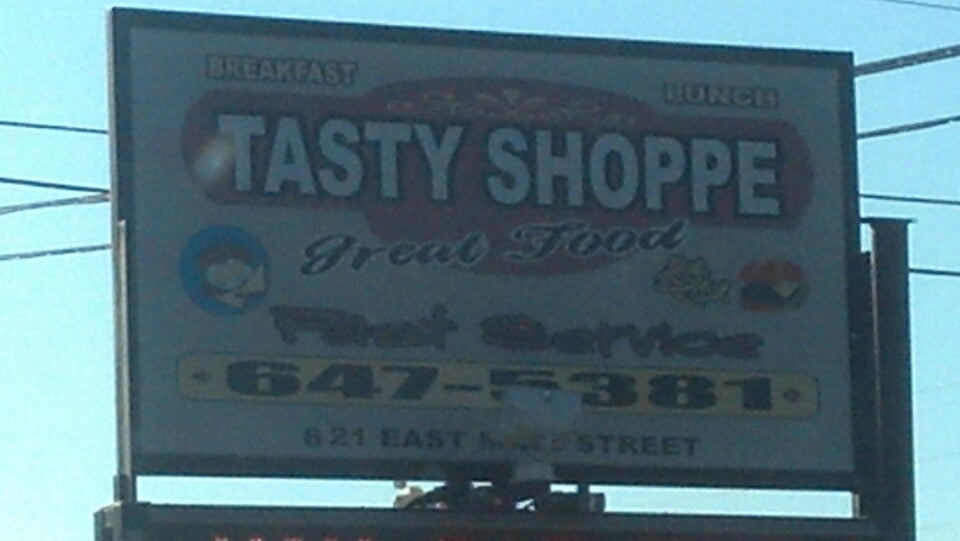 BREAKFAST LUNCH
TASTY SHOPPE
Great Food
Fast Service
647-5381
621 EAST STREET